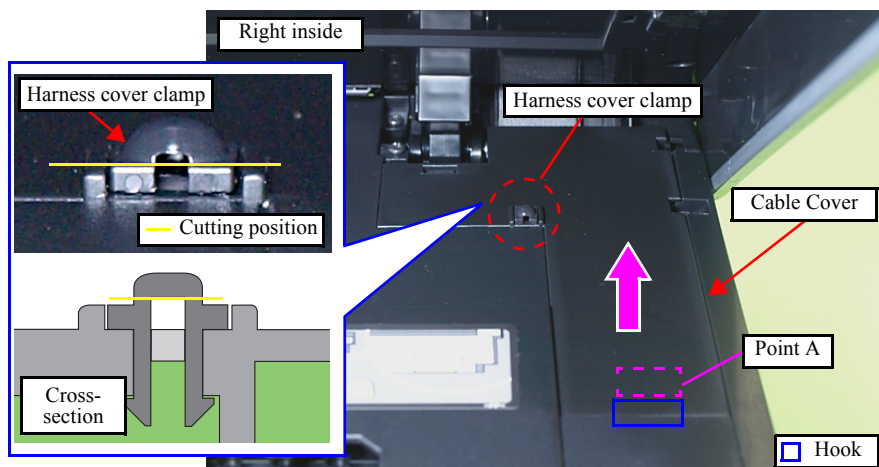 Right inside
Harness cover clamp
Harness cover clamp
Cutting position
Cable Cover
Point A
Cross-
section
Hook